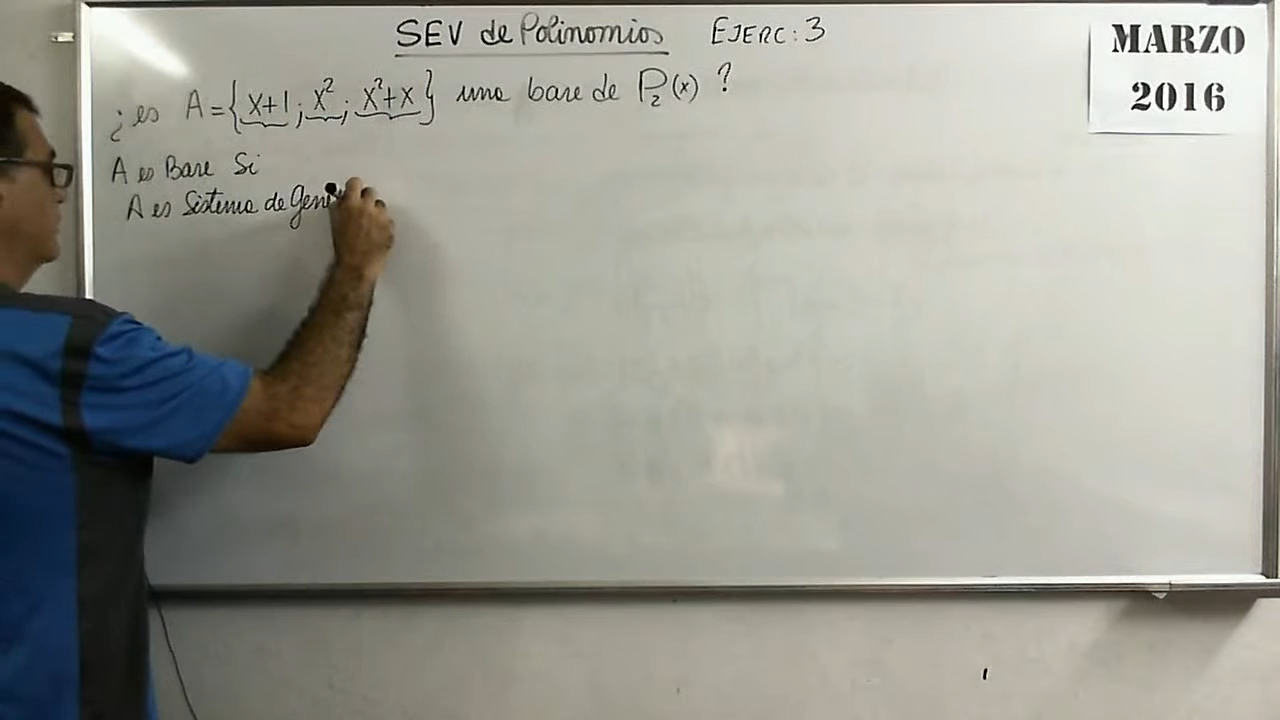 SEV de Polinomios EJERC: 3
MARZO
2016
¿es A = {x+1; x²; x²+x} una base de P₂(x) ?
A es Base Si
A es Sistema de Gene